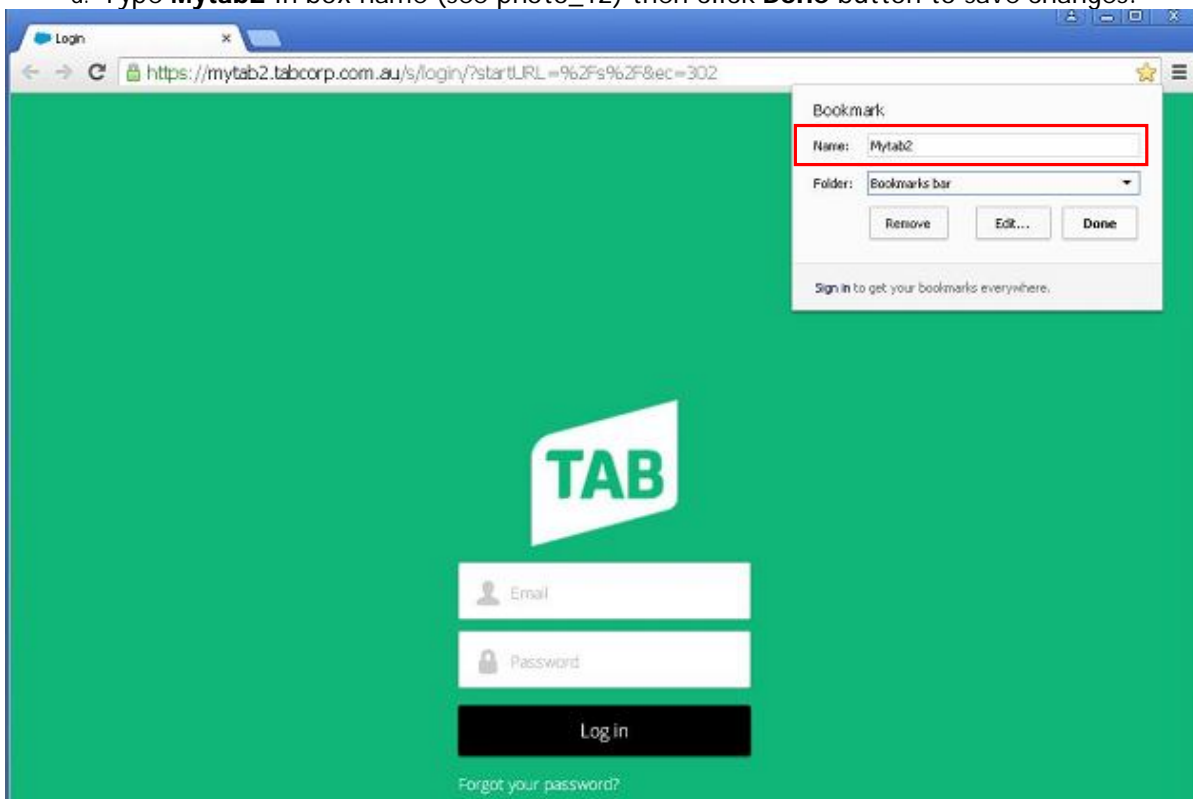 Type Mytab2 in box name (see photo_12) then click Done button to save changes.
Login
https://mytab2.tabcorp.com.au/s/login/?startURL=%2Fs%2F&ec=302
Bookmark
Name: Mytab2
Folder: Bookmarks bar
Remove Edit... Done
Sign in to get your bookmarks everywhere.
TAB
Email
Password
Log in
Forgot your password?